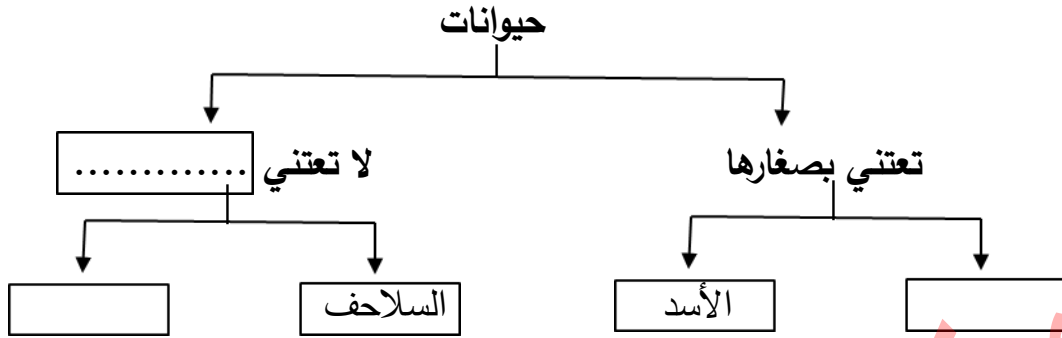 حيوانات
تعتني بصغارها
لا تعتني .............
الأسد
السلاحف